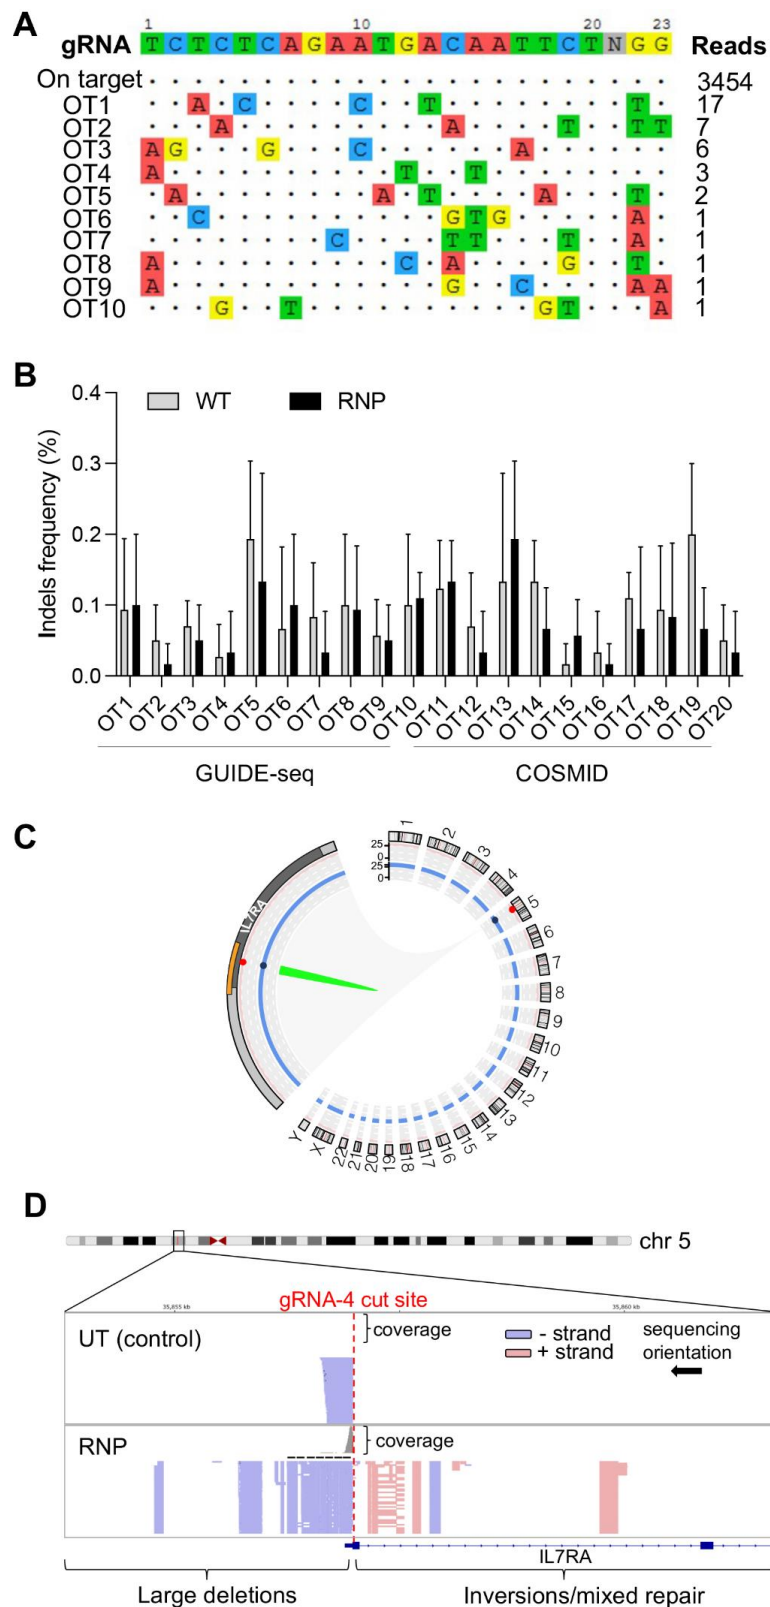 A
1 10 20 23
gRNA T C T C T C A G A A T G A C A A T T C T N G G Reads
On target · · · · · · · · · · · · · · · · · · · · · · · 3454
OT1 · · A · C · · · · C · · T · · · · · · · · T · 17
OT2 · · · A · · · · · · · · · A · · · · T · · T T 7
OT3 A G · · · G · · · C · · · · · · A · · · · · · 6
OT4 A · · · · · · · · · · T · · T · · · · · · · · 3
OT5 · A · · · · · · · · A · T · · · · A · · · T · 2
OT6 · · C · · · · · · · · · · G T G · · · · · A · 1
OT7 · · · · · · · · C · · · · T T · · · T · · A · 1
OT8 A · · · · · · · · · · C · A · · · · G · · T · 1
OT9 A · · · · · · · · · · · · G · · C · · · · A A 1
OT10 · · · G · · T · · · · · · · · · · G T · · · A 1
B
WT RNP
Indels frequency (%)
0.4
0.3
0.2
0.1
0.0
OT1 OT2 OT3 OT4 OT5 OT6 OT7 OT8 OT9 OT10 OT11 OT12 OT13 OT14 OT15 OT16 OT17 OT18 OT19 OT20
GUIDE-seq COSMID
C
25
0
25
0
1 2 3 4 5 6 7 8 9 10 11 12 13 14 15 16 17 18 19 20 21 22 X Y
IL7RA
D
chr 5
gRNA-4 cut site
35,855 kb 35,860 kb
UT (control)
coverage
- strand
+ strand
sequencing
orientation
RNP
coverage
IL7RA
Large deletions Inversions/mixed repair